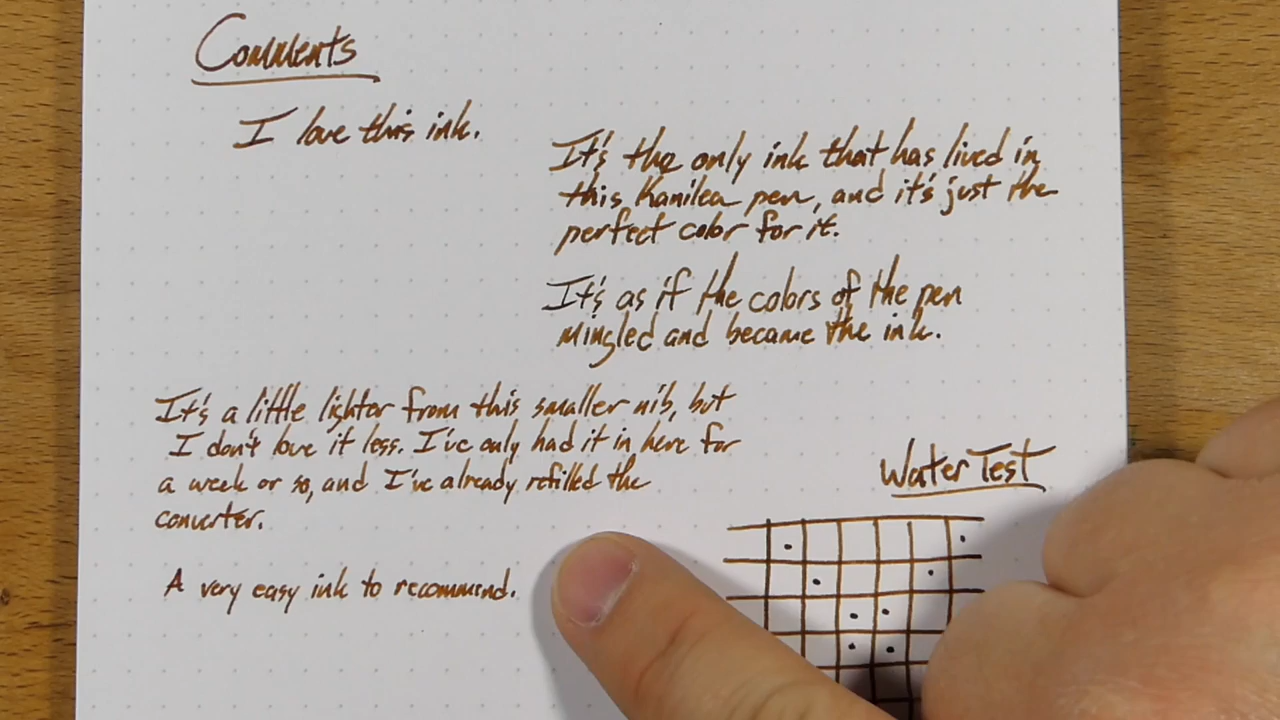 Comments
I love this ink.
It's the only ink that has lived in
this Kanilea pen, and it's just the
perfect color for it.
It's as if the colors of the pen
mingled and became the ink.
It's a little lighter from this smaller nib, but
I don't love it less. I've only had it in here for
a week or so, and I've already refilled the
converter.
A very easy ink to recommend.
Water Test